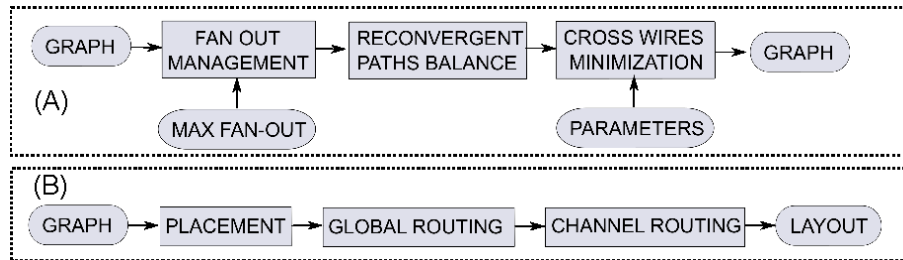 GRAPH
FAN OUT
MANAGEMENT
RECONVERGENT
PATHS BALANCE
CROSS WIRES
MINIMIZATION
GRAPH
(A)
MAX FAN-OUT
PARAMETERS
(B)
GRAPH
PLACEMENT
GLOBAL ROUTING
CHANNEL ROUTING
LAYOUT